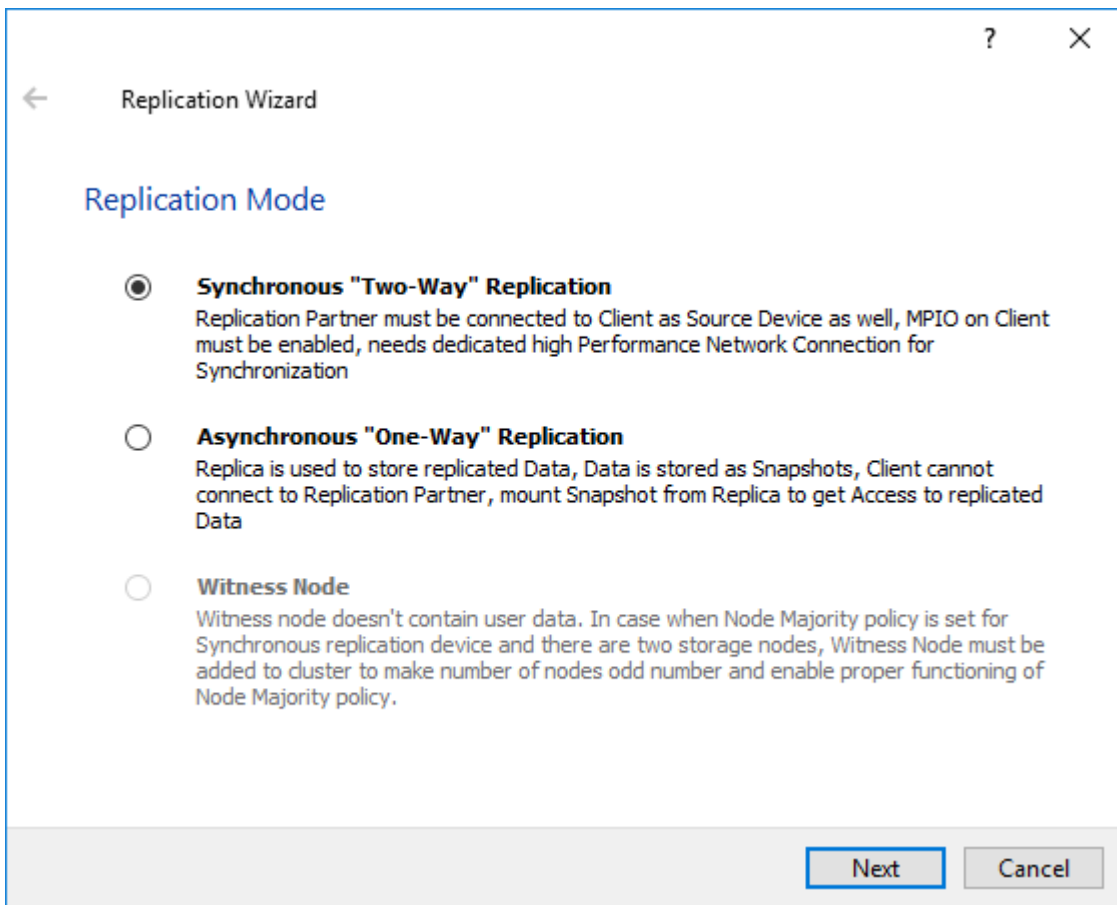 ?
Replication Wizard
Replication Mode
Synchronous "Two-Way" Replication
Replication Partner must be connected to Client as Source Device as well, MPIO on Client
must be enabled, needs dedicated high Performance Network Connection for
Synchronization
Asynchronous "One-Way" Replication
Replica is used to store replicated Data, Data is stored as Snapshots, Client cannot
connect to Replication Partner, mount Snapshot from Replica to get Access to replicated
Data
Witness Node
Witness node doesn't contain user data. In case when Node Majority policy is set for
Synchronous replication device and there are two storage nodes, Witness Node must be
added to cluster to make number of nodes odd number and enable proper functioning of
Node Majority policy.
Next Cancel